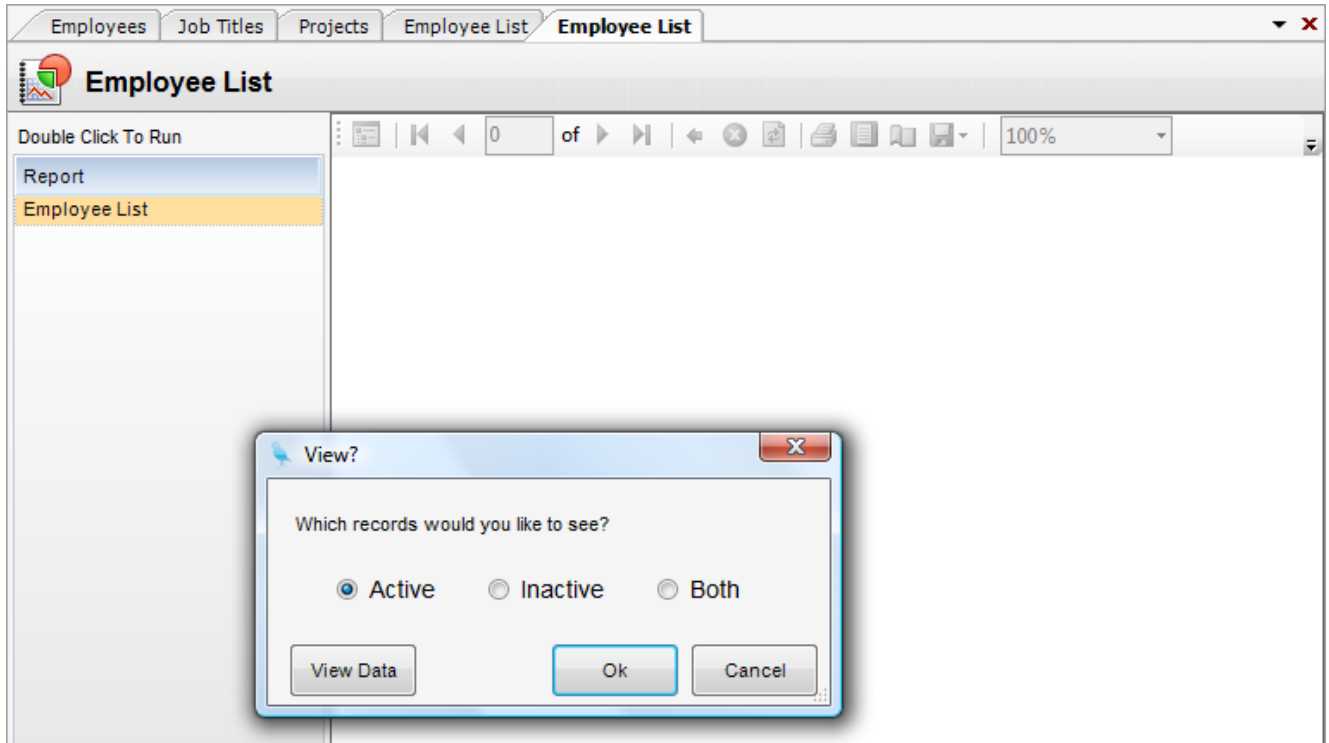 Employees Job Titles Projects Employee List Employee List
Employee List
Double Click To Run
0 of 100%
Report
Employee List
View?
Which records would you like to see?
Active Inactive Both
View Data Ok Cancel